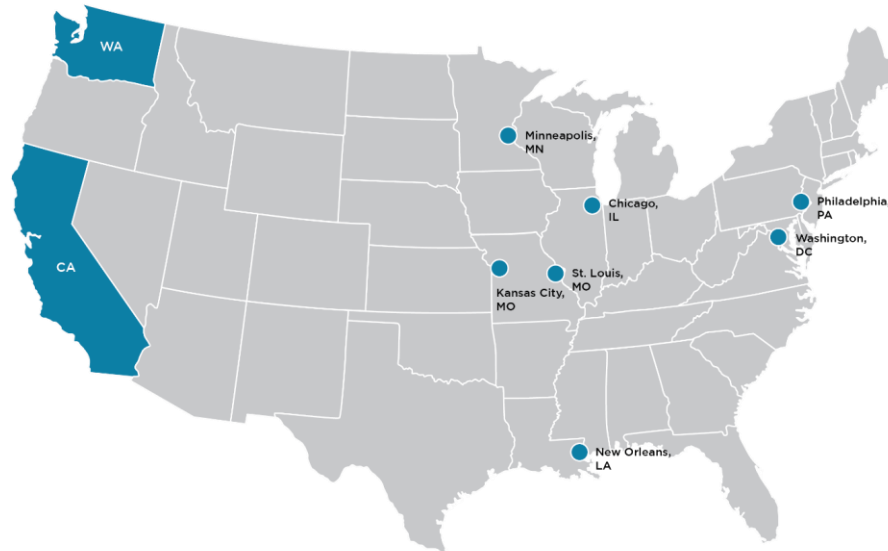 WA
Minneapolis,
MN
Chicago,
IL
Philadelphia,
PA
Washington,
DC
CA
St. Louis,
MO
Kansas City,
MO
New Orleans,
LA